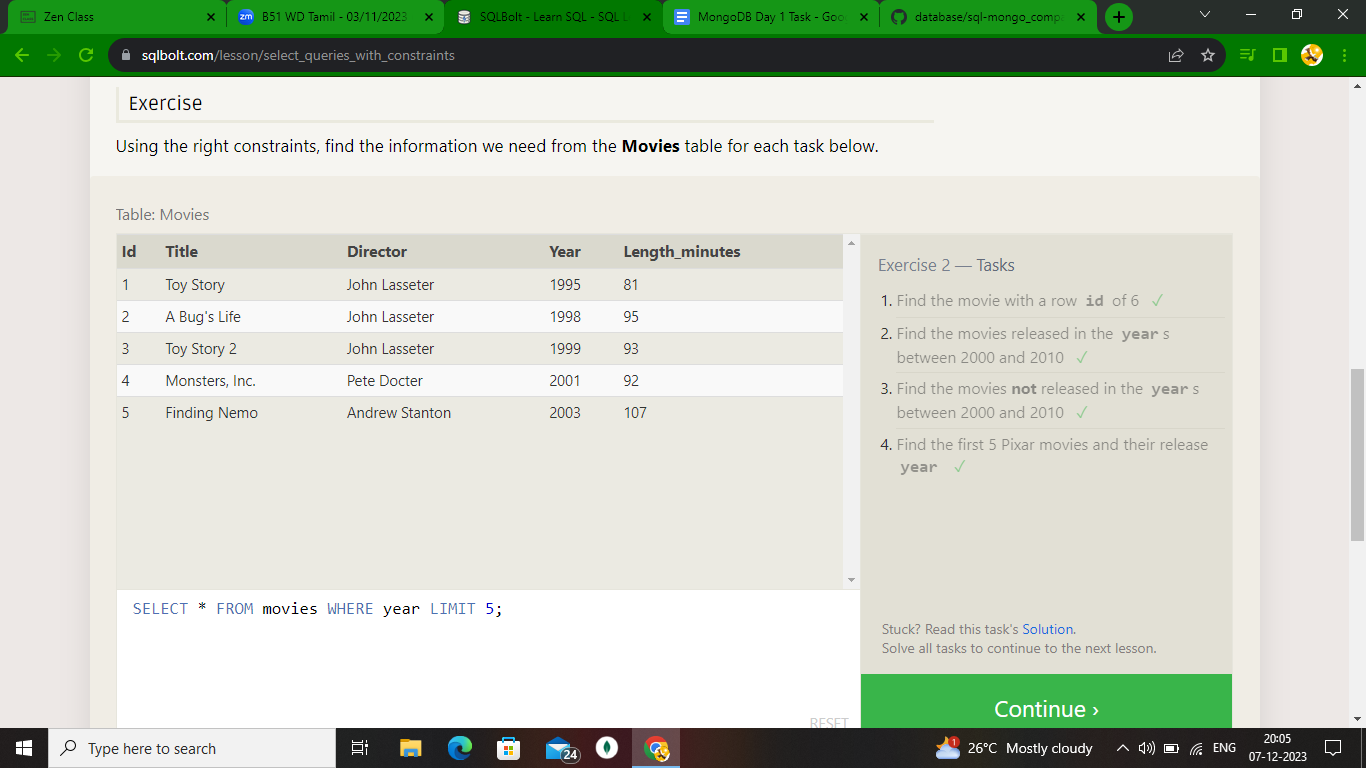 Zen Class
zm B51 WD Tamil - 03/11/2023
SQLBolt - Learn SQL - SQL L
MongoDB Day 1 Task - Goo
database/sql-mongo_comp
sqlbolt.com/lesson/select_queries_with_constraints
Exercise
Using the right constraints, find the information we need from the Movies table for each task below.
Table: Movies
Id Title Director Year Length_minutes
1 Toy Story John Lasseter 1995 81
2 A Bug's Life John Lasseter 1998 95
3 Toy Story 2 John Lasseter 1999 93
4 Monsters, Inc. Pete Docter 2001 92
5 Finding Nemo Andrew Stanton 2003 107
Exercise 2 — Tasks
1. Find the movie with a row id of 6 ✓
2. Find the movies released in the year s
between 2000 and 2010 ✓
3. Find the movies not released in the year s
between 2000 and 2010 ✓
4. Find the first 5 Pixar movies and their release
year ✓
SELECT * FROM movies WHERE year LIMIT 5;
RESET
Stuck? Read this task's Solution.
Solve all tasks to continue to the next lesson.
Continue ›
Type here to search
24
1
26°C Mostly cloudy
ENG
20:05
07-12-2023